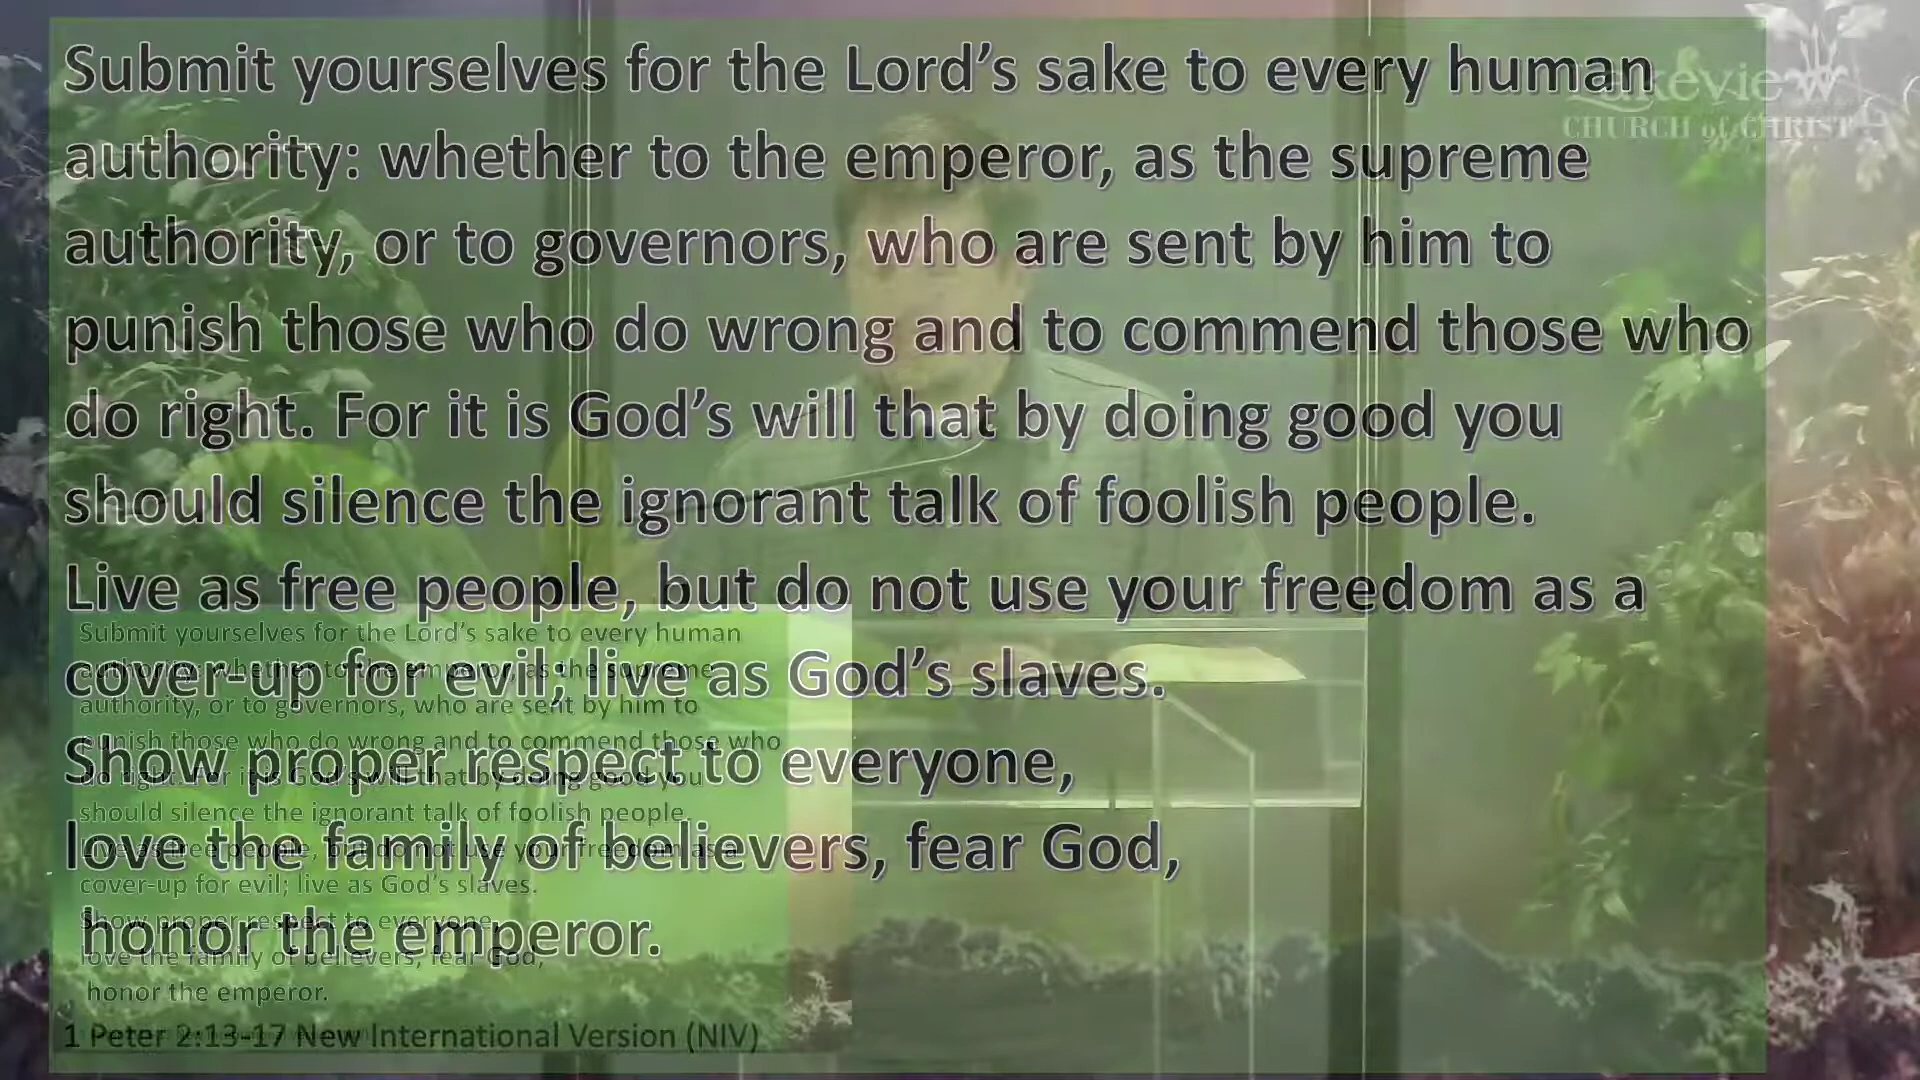 Submit yourselves for the Lord's sake to every human
authority: whether to the emperor, as the supreme
authority, or to governors, who are sent by him to
punish those who do wrong and to commend those who
do right. For it is God's will that by doing good you
should silence the ignorant talk of foolish people.
Live as free people, but do not use your freedom as a
cover-up for evil; live as God's slaves.
Show proper respect to everyone,
love the family of believers, fear God,
honor the emperor.
1 Peter 2:13-17 New International Version (NIV)
Lakeview
CHURCH of CHRIST
Submit yourselves for the Lord's sake to every human
authority: whether to the emperor, as the supreme
authority, or to governors, who are sent by him to
punish those who do wrong and to commend those who
do right. For it is God's will that by doing good you
should silence the ignorant talk of foolish people.
Live as free people, but do not use your freedom as a
cover-up for evil; live as God's slaves.
Show proper respect to everyone,
love the family of believers, fear God,
honor the emperor.